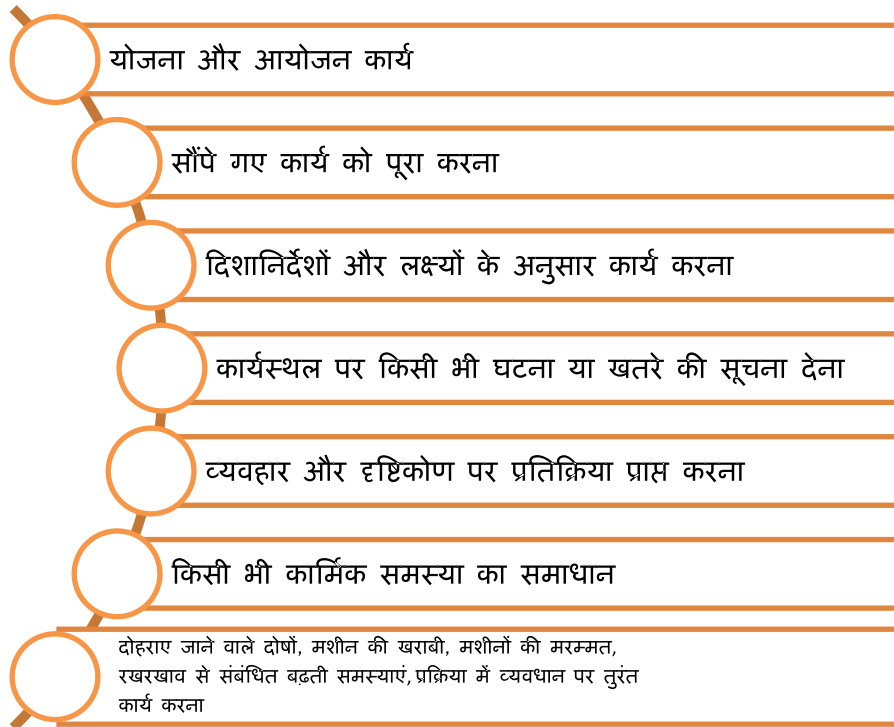 योजना और आयोजन कार्य
सौंपे गए कार्य को पूरा करना
दिशानिर्देशों और लक्ष्यों के अनुसार कार्य करना
कार्यस्थल पर किसी भी घटना या खतरे की सूचना देना
व्यवहार और दृष्टिकोण पर प्रतिक्रिया प्राप्त करना
किसी भी कार्मिक समस्या का समाधान
दोहराए जाने वाले दोषों, मशीन की खराबी, मशीनों की मरम्मत,
रखरखाव से संबंधित बढ़ती समस्याएं, प्रक्रिया में व्यवधान पर तुरंत
कार्य करना